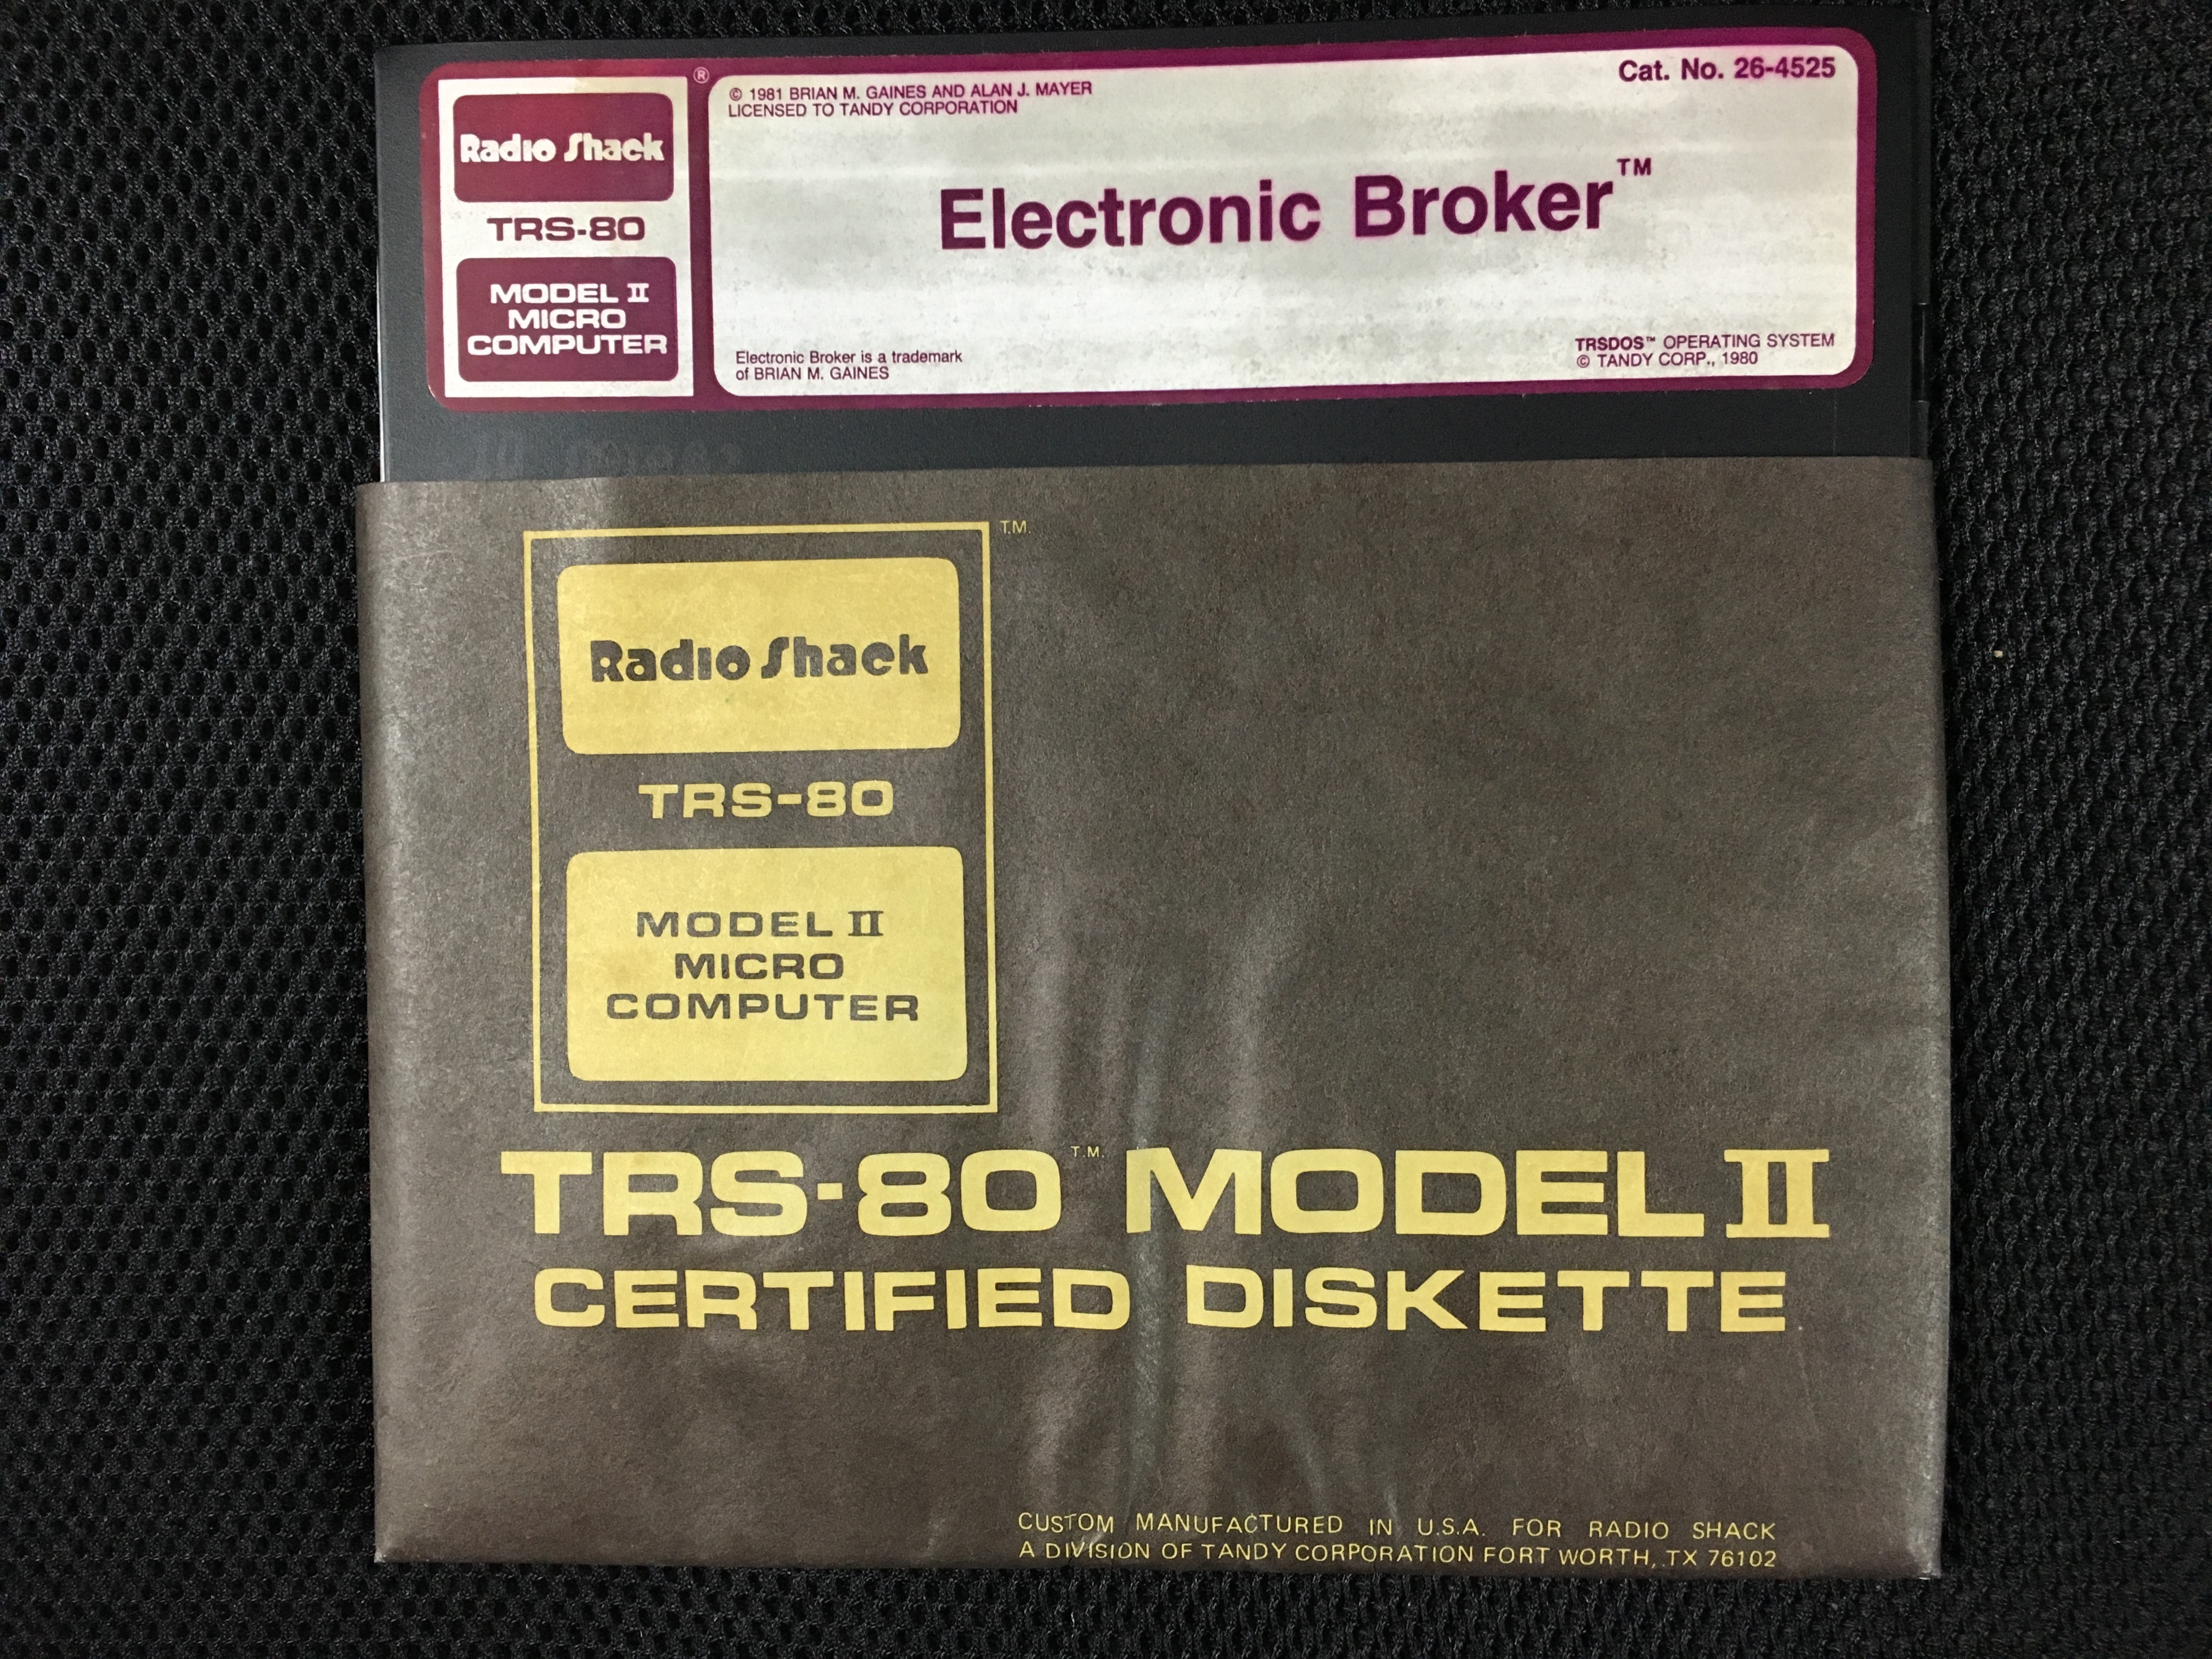 Radio Shack
®
TRS-80
MODEL II
MICRO
COMPUTER
© 1981 BRIAN M. GAINES AND ALAN J. MAYER
LICENSED TO TANDY CORPORATION
Cat. No. 26-4525
Electronic Broker™
Electronic Broker is a trademark
of BRIAN M. GAINES
TRSDOS™ OPERATING SYSTEM
© TANDY CORP., 1980
T.M.
Radio Shack
TRS-80
MODEL II
MICRO
COMPUTER
TRS-80 T.M. MODEL II
CERTIFIED DISKETTE
CUSTOM MANUFACTURED IN U.S.A. FOR RADIO SHACK
A DIVISION OF TANDY CORPORATION FORT WORTH, TX 76102